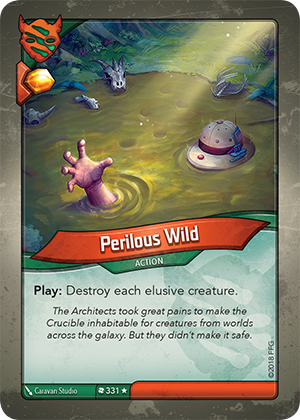 Perilous Wild
ACTION
Play: Destroy each elusive creature.
The Architects took great pains to make the
Crucible inhabitable for creatures from worlds
across the galaxy. But they didn't make it safe.
©2018 FFG
Caravan Studio
331 ★